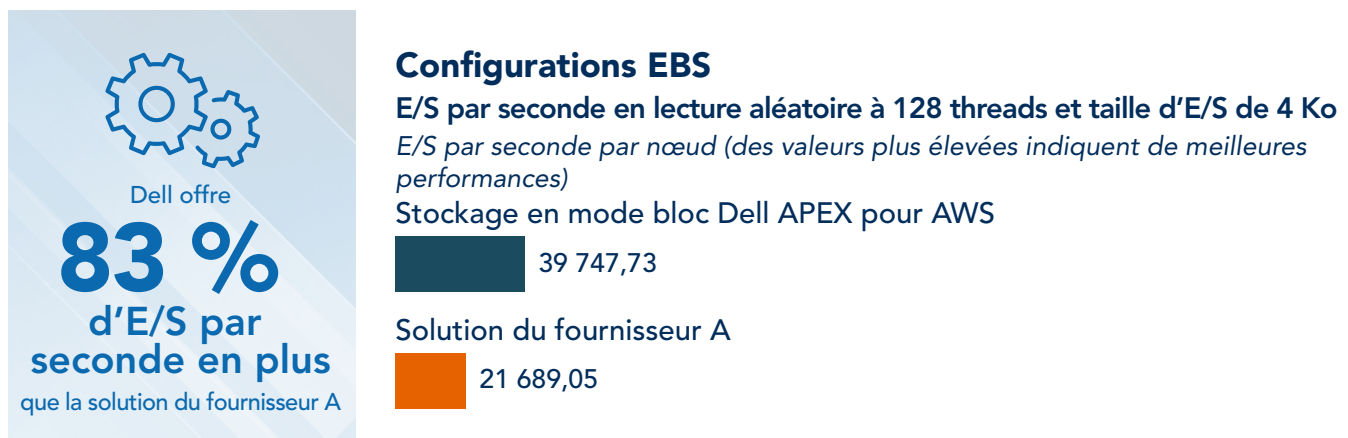 Dell offre
83 %
d’E/S par
seconde en plus
que la solution du fournisseur A
Configurations EBS
E/S par seconde en lecture aléatoire à 128 threads et taille d’E/S de 4 Ko
E/S par seconde par nœud (des valeurs plus élevées indiquent de meilleures
performances)
Stockage en mode bloc Dell APEX pour AWS
39 747,73
Solution du fournisseur A
21 689,05